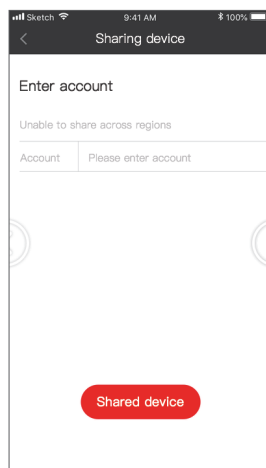 Sketch 9:41 AM 100%
Sharing device
Enter account
Unable to share across regions
Account Please enter account
Shared device